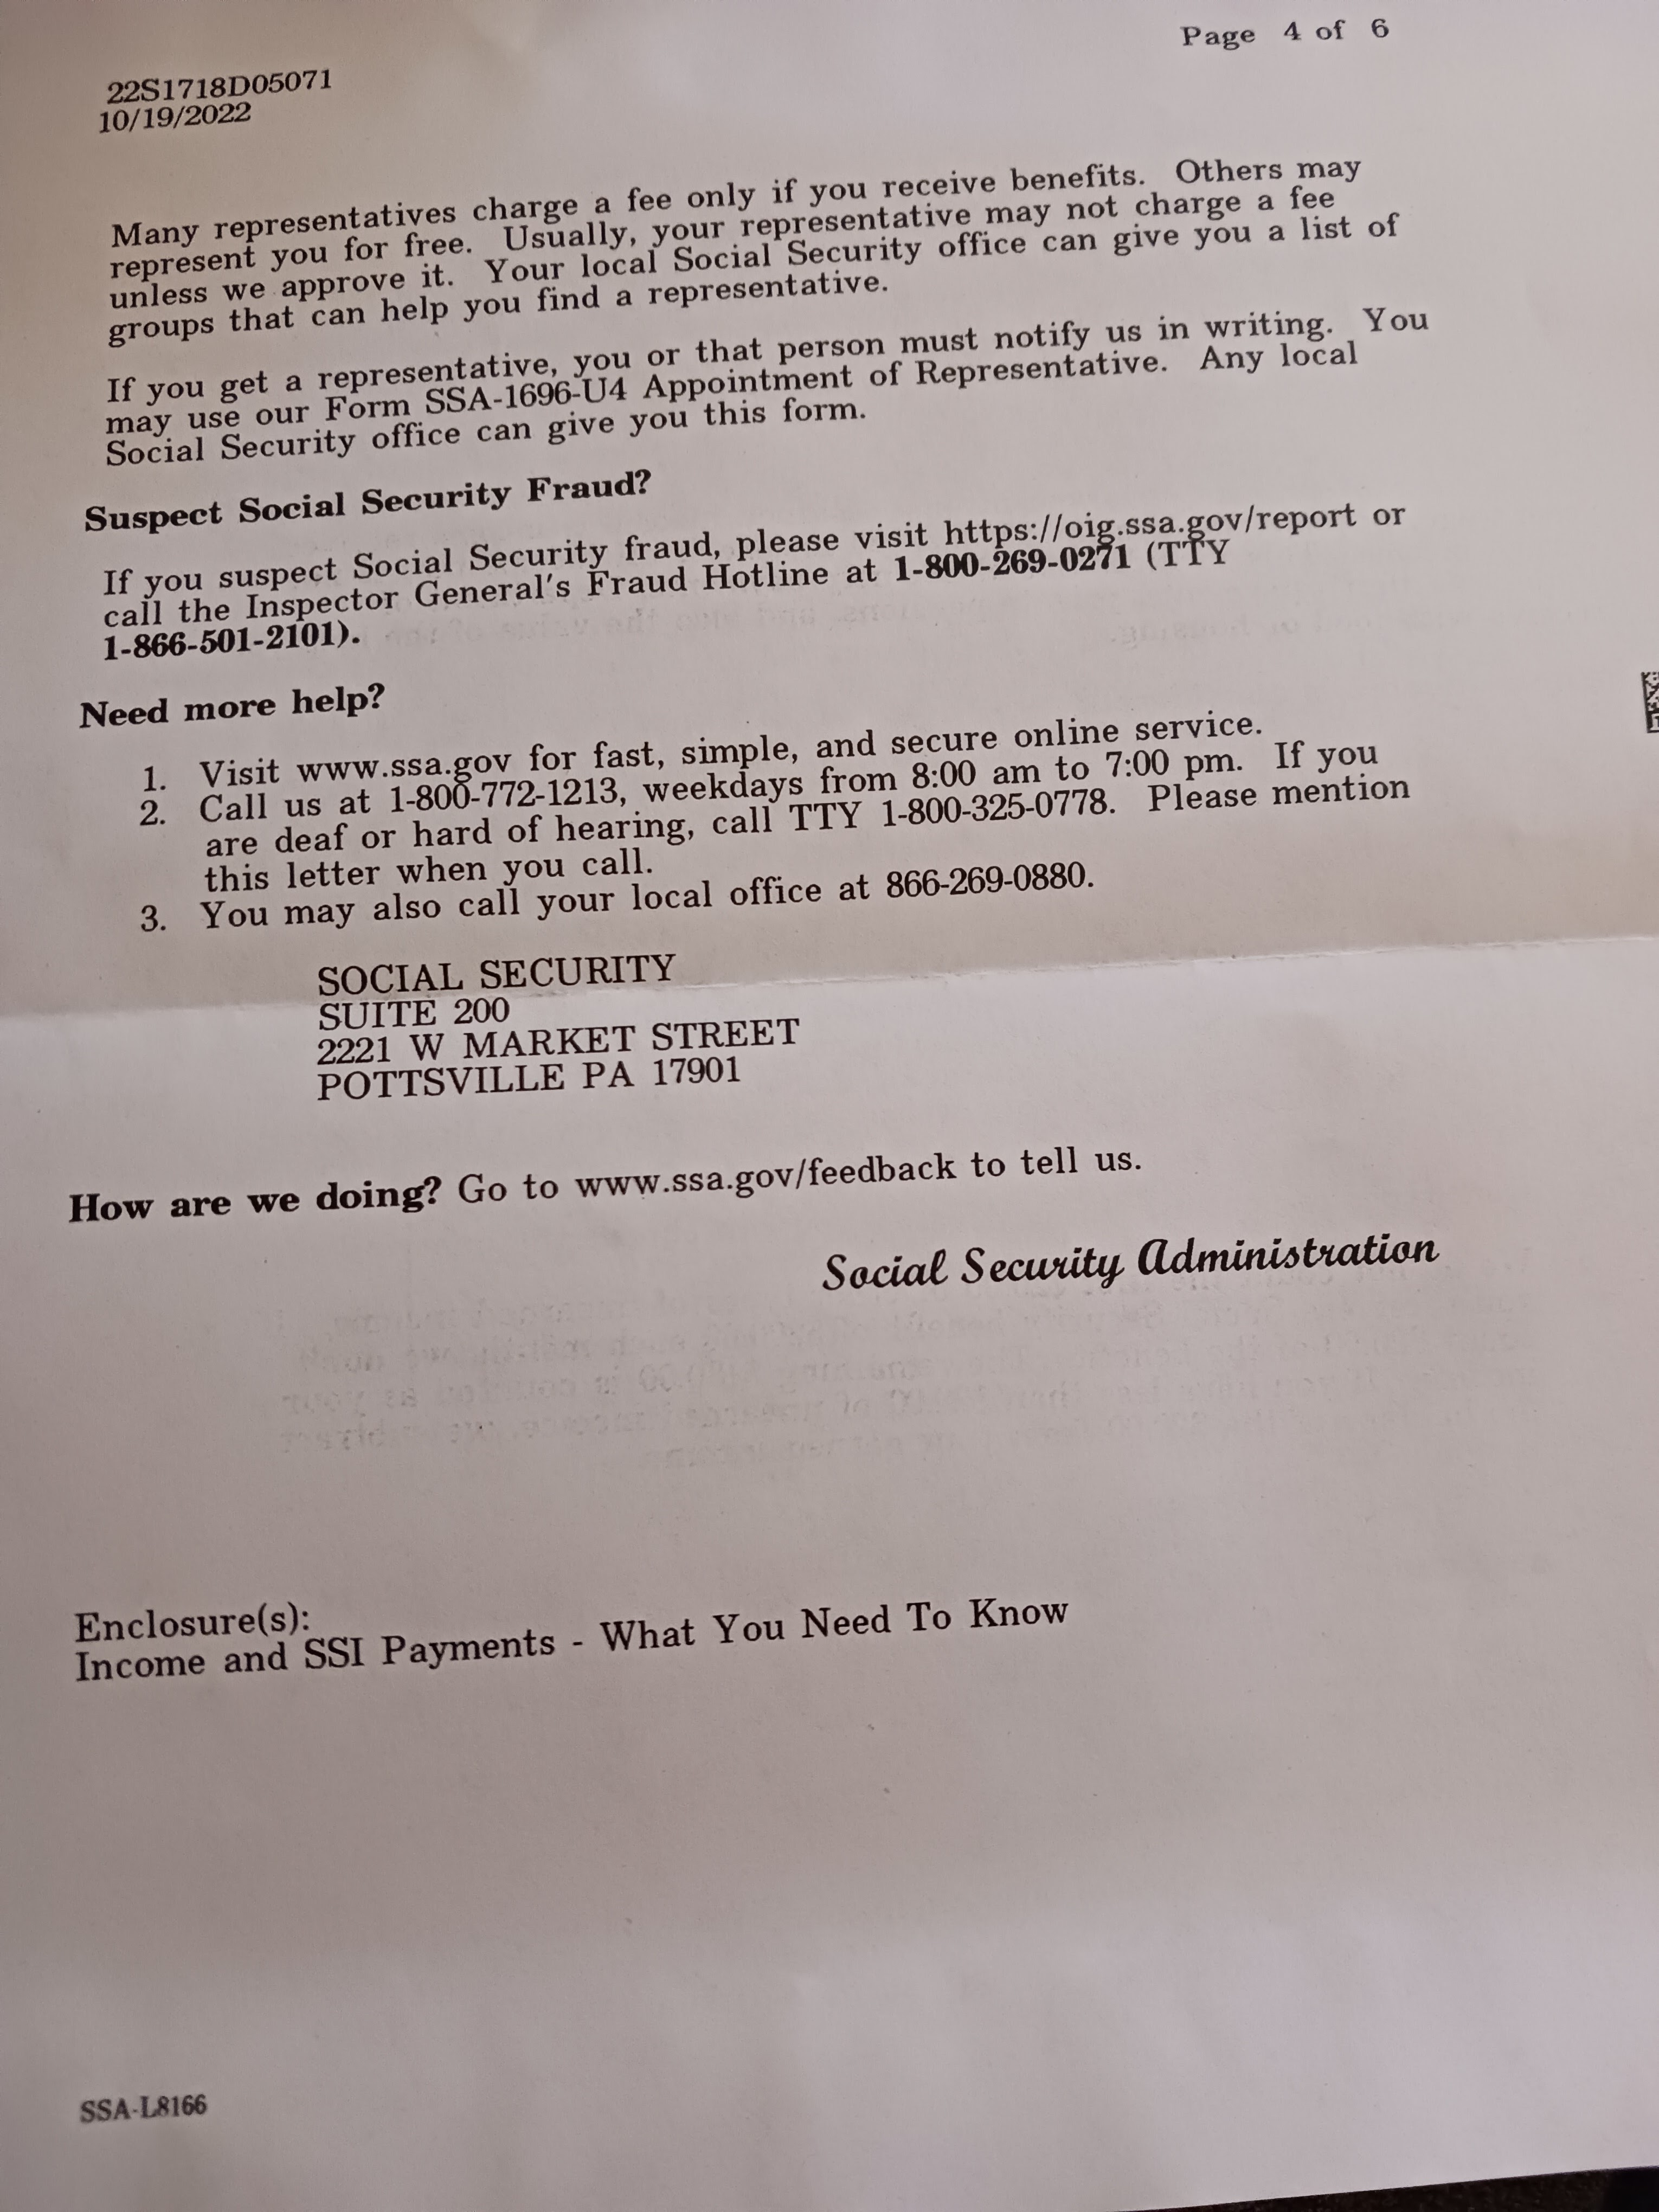 Page 4 of 6
22S1718D05071
10/19/2022
Many representatives charge a fee only if you receive benefits. Others may
represent you for free. Usually, your representative may not charge a fee
unless we approve it. Your local Social Security office can give you a list of
groups that can help you find a representative.
If you get a representative, you or that person must notify us in writing. You
may use our Form SSA-1696-U4 Appointment of Representative. Any local
Social Security office can give you this form.
Suspect Social Security Fraud?
If you suspect Social Security fraud, please visit https://oig.ssa.gov/report or
call the Inspector General's Fraud Hotline at 1-800-269-0271 (TTY
1-866-501-2101).
Need more help?
1. Visit www.ssa.gov for fast, simple, and secure online service.
2. Call us at 1-800-772-1213, weekdays from 8:00 am to 7:00 pm. If you
are deaf or hard of hearing, call TTY 1-800-325-0778. Please mention
this letter when you call.
3. You may also call your local office at 866-269-0880.
SOCIAL SECURITY
SUITE 200
2221 W MARKET STREET
POTTSVILLE PA 17901
How are we doing? Go to www.ssa.gov/feedback to tell us.
Social Security Administration
Enclosure(s):
Income and SSI Payments - What You Need To Know
SSA-L8166